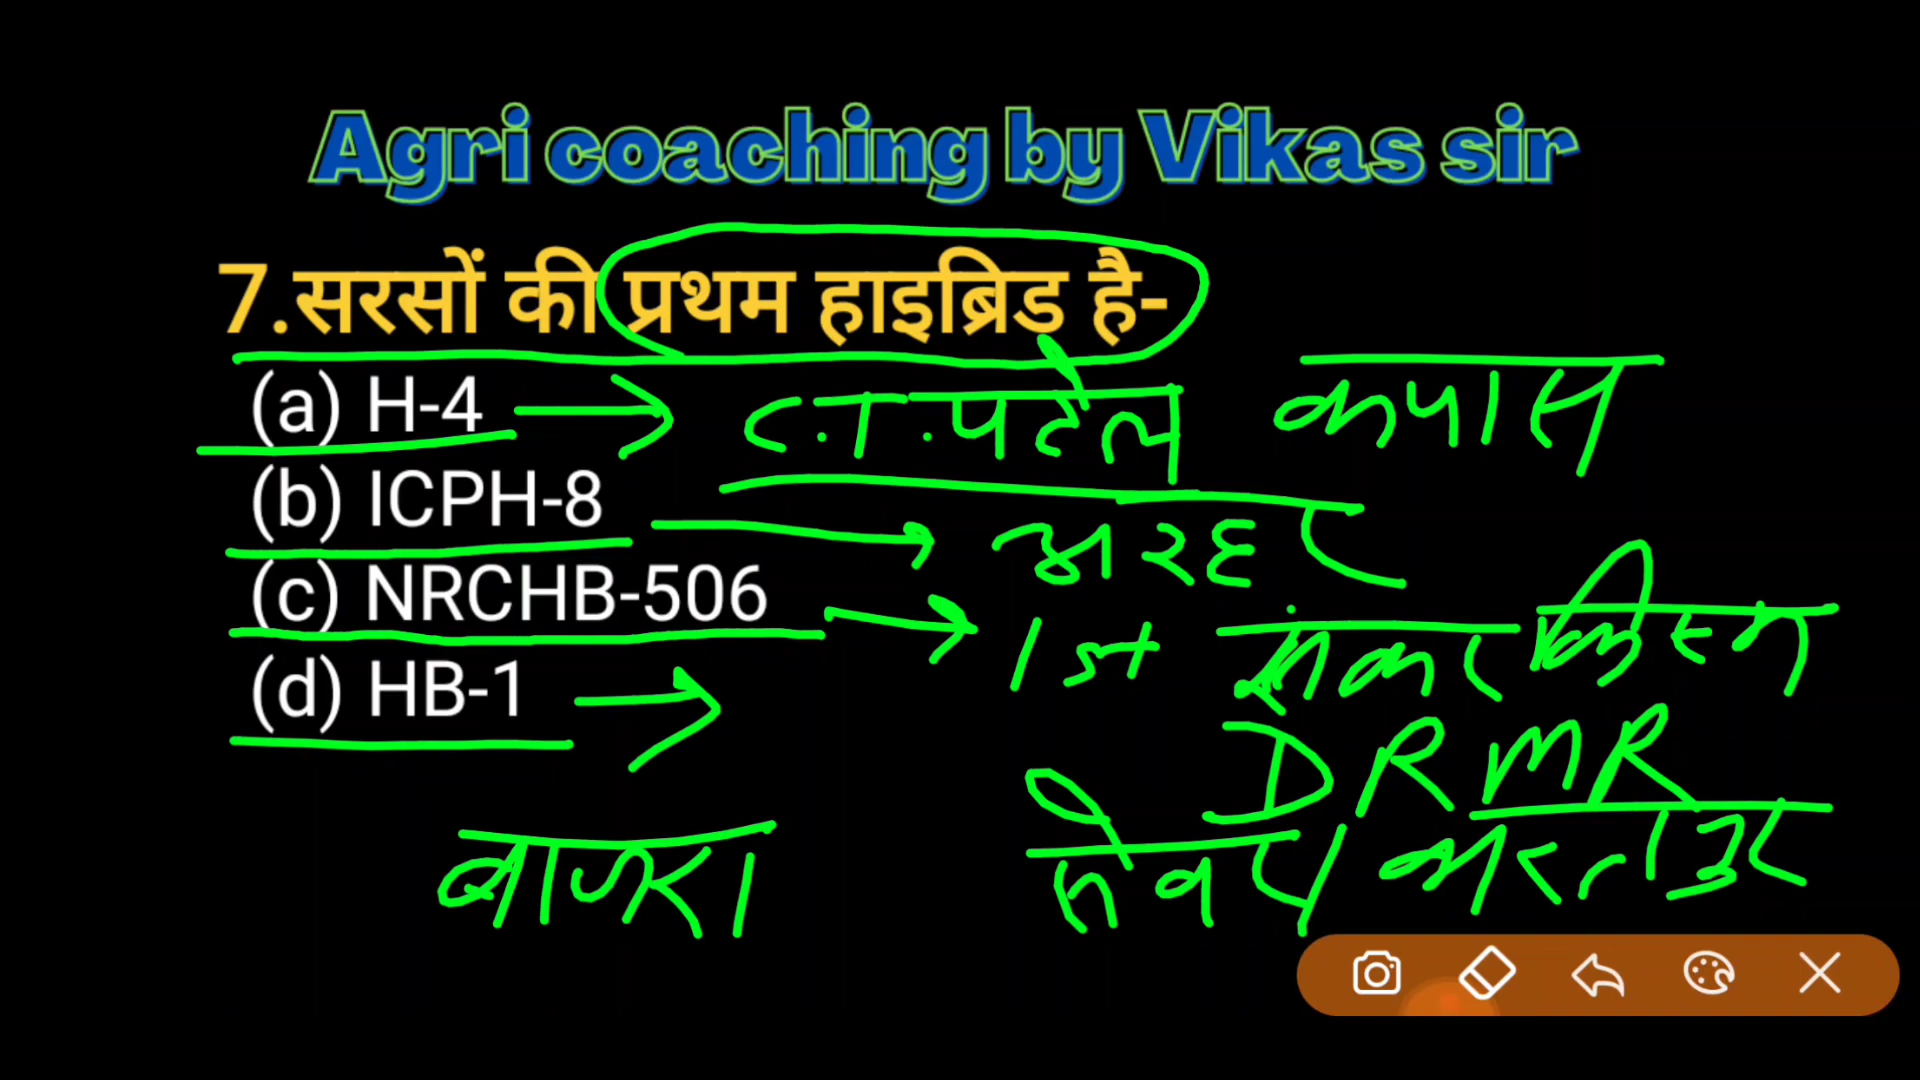 Agri coaching by Vikas sir
7.सरसों की प्रथम हाइब्रिड है-
(a) H-4 C.T.पटेल कपास
(b) ICPH-8 अरहर
(c) NRCHB-506 1st संकर किस्म
(d) HB-1 DRMR
बाजरा सेवर भरतपुर